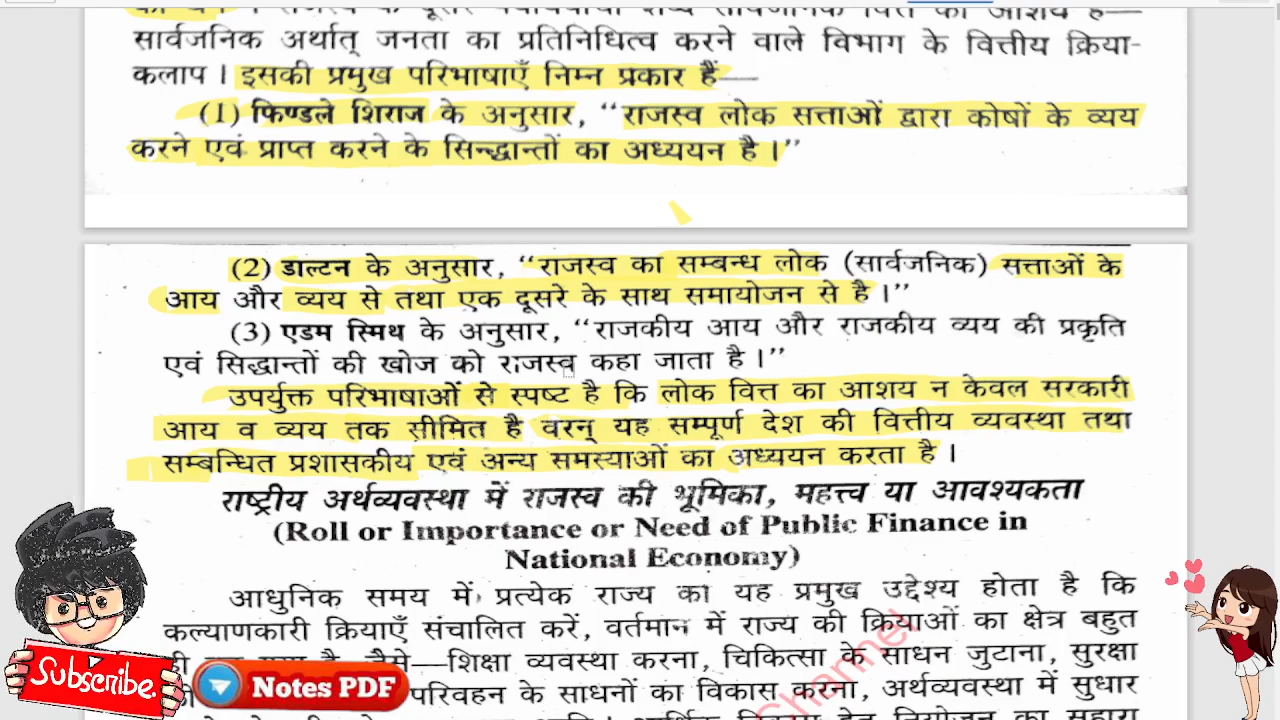 सार्वजनिक अर्थात् जनता का प्रतिनिधित्व करने वाले विभाग के वित्तीय क्रिया-
कलाप । इसकी प्रमुख परिभाषाएँ निम्न प्रकार हैं—
(1) फिण्डले शिराज के अनुसार, “राजस्व लोक सत्ताओं द्वारा कोषों के व्यय
करने एवं प्राप्त करने के सिन्द्धान्तों का अध्ययन है ।”
(2) डाल्टन के अनुसार, “राजस्व का सम्बन्ध लोक (सार्वजनिक) सत्ताओं के
आय और व्यय से तथा एक दूसरे के साथ समायोजन से है ।”
(3) एडम स्मिथ के अनुसार, “राजकीय आय और राजकीय व्यय की प्रकृति
एवं सिद्धान्तों की खोज को राजस्व कहा जाता है ।”
उपर्युक्त परिभाषाओं से स्पष्ट है कि लोक वित्त का आशय न केवल सरकारी
आय व व्यय तक सीमित है वरन् यह सम्पूर्ण देश की वित्तीय व्यवस्था तथा
सम्बन्धित प्रशासकीय एवं अन्य समस्याओं का अध्ययन करता है ।
राष्ट्रीय अर्थव्यवस्था में राजस्व की भूमिका, महत्त्व या आवश्यकता
(Roll or Importance or Need of Public Finance in
National Economy)
आधुनिक समय में प्रत्येक राज्य का यह प्रमुख उद्देश्य होता है कि
कल्याणकारी क्रियाएँ संचालित करें, वर्तमान में राज्य की क्रियाओं का क्षेत्र बहुत
जैसे—शिक्षा व्यवस्था करना, चिकित्सा के साधन जुटाना, सुरक्षा
परिवहन के साधनों का विकास करना, अर्थव्यवस्था में सुधार
Channel
Subscribe.
Notes PDF